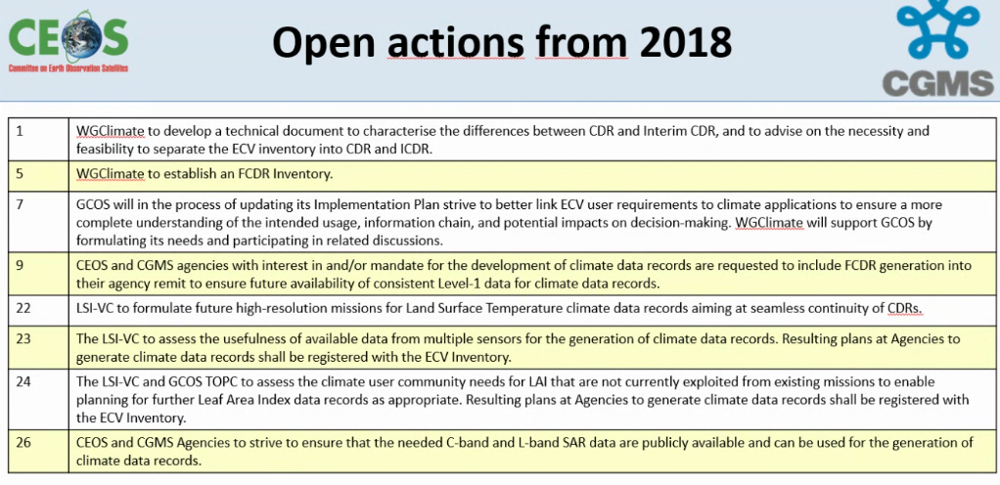 CEOS
Committee on Earth Observation Satellites
Open actions from 2018
CGMS
1 WGClimate to develop a technical document to characterise the differences between CDR and Interim CDR, and to advise on the necessity and
feasibility to separate the ECV inventory into CDR and ICDR.
5 WGClimate to establish an FCDR Inventory.
7 GCOS will in the process of updating its Implementation Plan strive to better link ECV user requirements to climate applications to ensure a more
complete understanding of the intended usage, information chain, and potential impacts on decision-making. WGClimate will support GCOS by
formulating its needs and participating in related discussions.
9 CEOS and CGMS agencies with interest in and/or mandate for the development of climate data records are requested to include FCDR generation into
their agency remit to ensure future availability of consistent Level-1 data for climate data records.
22 LSI-VC to formulate future high-resolution missions for Land Surface Temperature climate data records aiming at seamless continuity of CDRs.
23 The LSI-VC to assess the usefulness of available data from multiple sensors for the generation of climate data records. Resulting plans at Agencies to
generate climate data records shall be registered with the ECV Inventory.
24 The LSI-VC and GCOS TOPC to assess the climate user community needs for LAI that are not currently exploited from existing missions to enable
planning for further Leaf Area Index data records as appropriate. Resulting plans at Agencies to generate climate data records shall be registered with
the ECV Inventory.
26 CEOS and CGMS Agencies to strive to ensure that the needed C-band and L-band SAR data are publicly available and can be used for the generation of
climate data records.